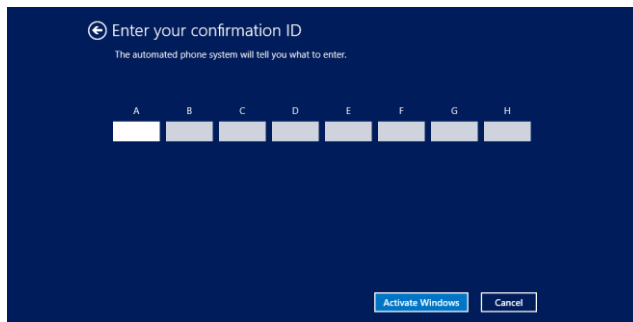 Enter your confirmation ID
The automated phone system will tell you what to enter.
A B C D E F G H
Activate Windows Cancel